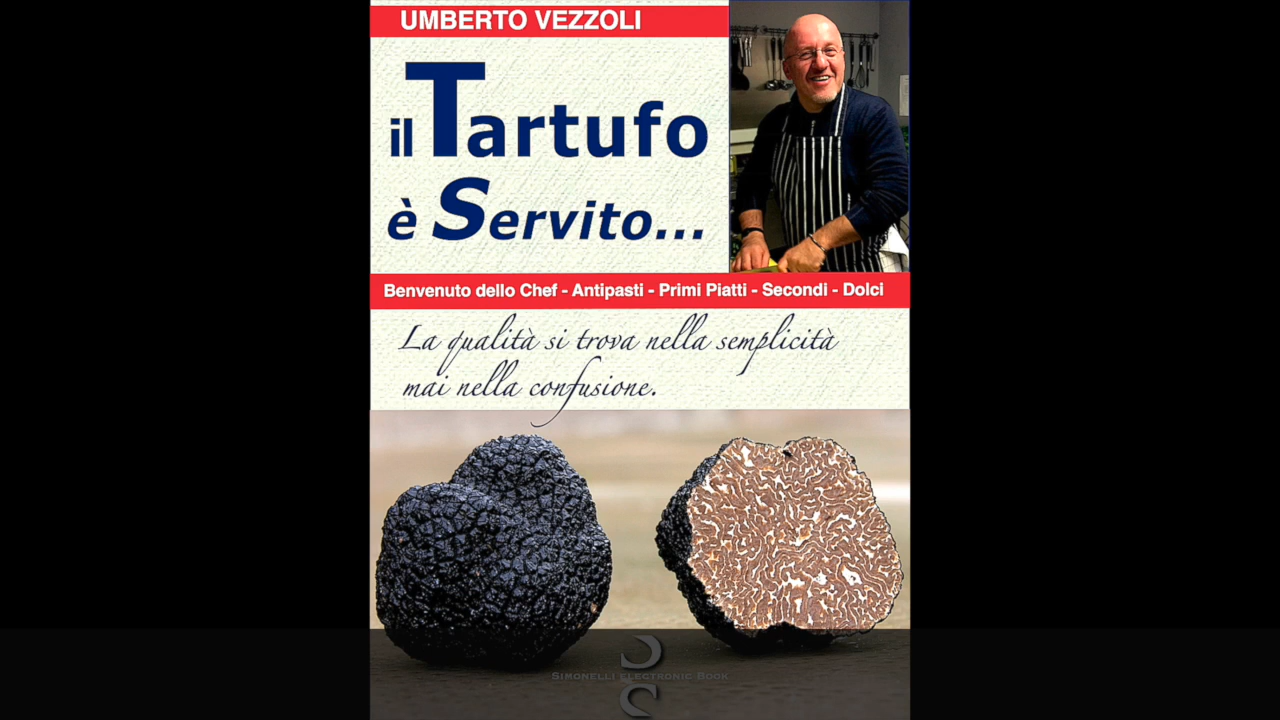 UMBERTO VEZZOLI
il Tartufo
è Servito...
Benvenuto dello Chef - Antipasti - Primi Piatti - Secondi - Dolci
La qualità si trova nella semplicità
mai nella confusione.
Simonelli electronic Book